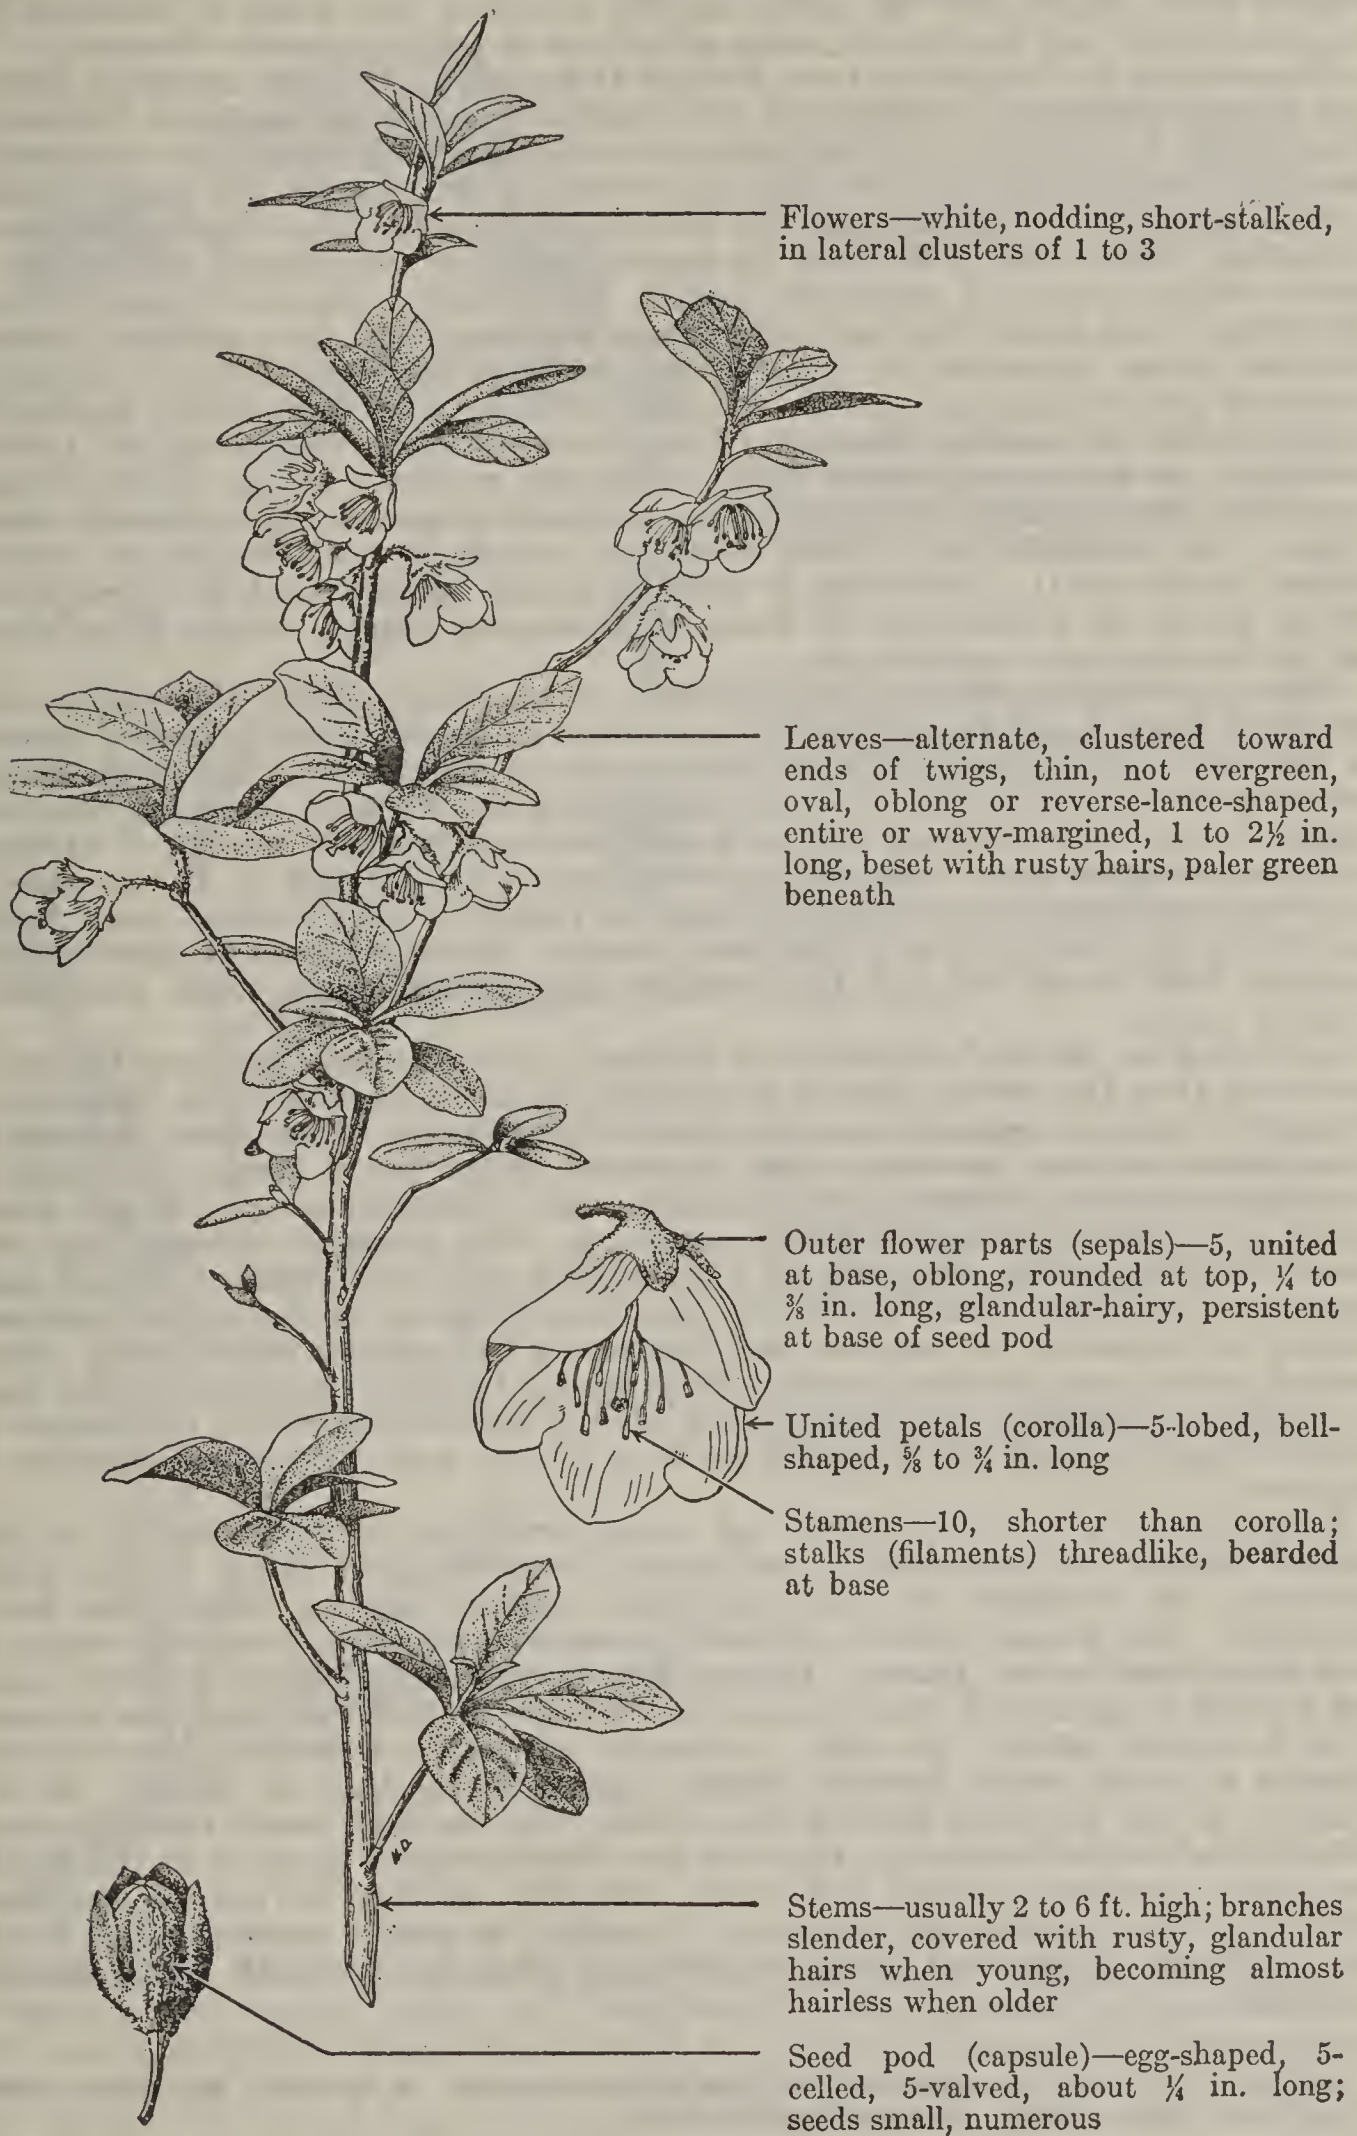 Flowers—white, nodding, short-stalked,
in lateral clusters of 1 to 3
Leaves—alternate, clustered toward
ends of twigs, thin, not evergreen,
oval, oblong or reverse-lance-shaped,
entire or wavy-margined, 1 to 2½ in.
long, beset with rusty hairs, paler green
beneath
Outer flower parts (sepals)—5, united
at base, oblong, rounded at top, ¼ to
⅜ in. long, glandular-hairy, persistent
at base of seed pod
United petals (corolla)—5-lobed, bell-
shaped, ⅝ to ¾ in. long
Stamens—10, shorter than corolla;
stalks (filaments) threadlike, bearded
at base
Stems—usually 2 to 6 ft. high; branches
slender, covered with rusty, glandular
hairs when young, becoming almost
hairless when older
Seed pod (capsule)—egg-shaped, 5-
celled, 5-valved, about ¼ in. long;
seeds small, numerous